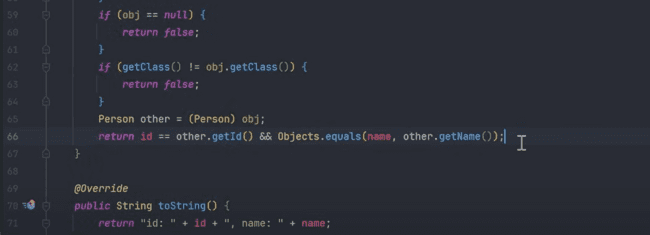 59 if (obj == null) {
60 return false;
61 }
62 if (getClass() != obj.getClass()) {
63 return false;
64 }
65 Person other = (Person) obj;
66 return id == other.getId() && Objects.equals(name, other.getName());
67 }
68
69 @Override
70 public String toString() {
71 return "id: " + id + ", name: " + name;